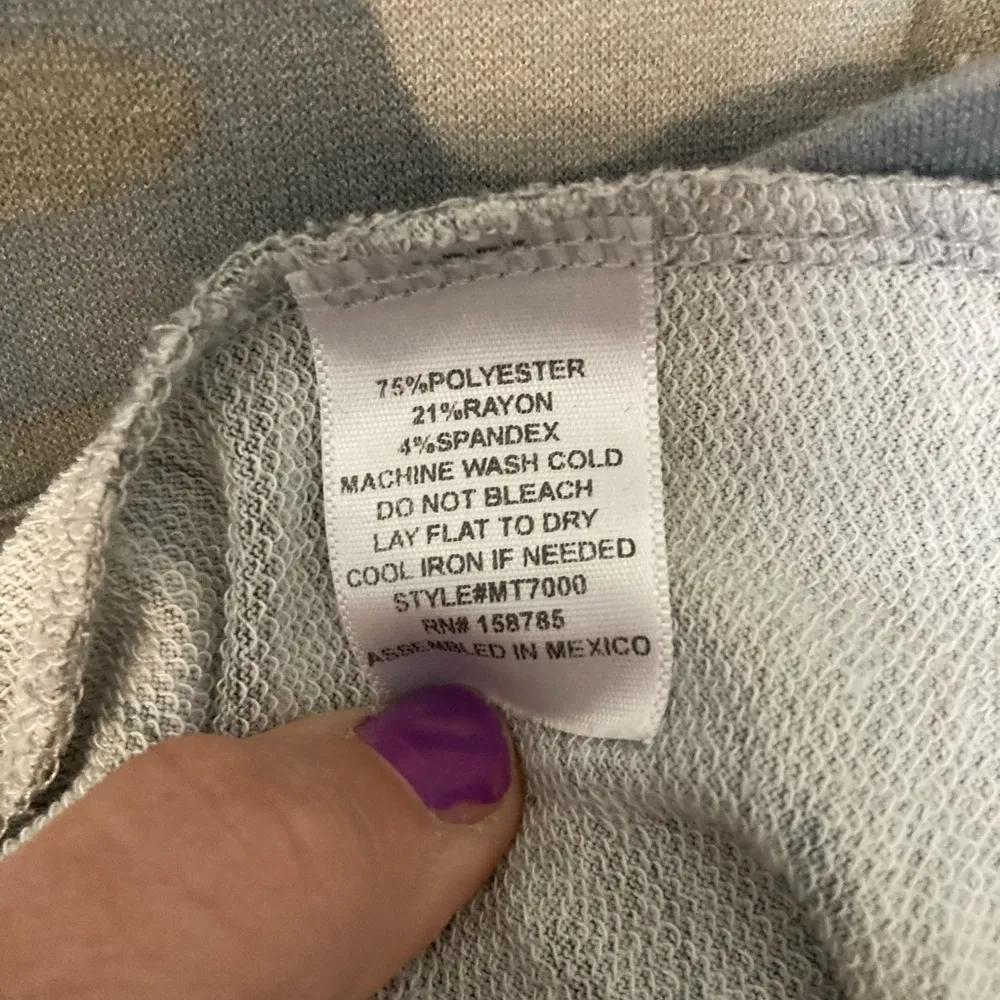 75%POLYESTER
21%RAYON
4%SPANDEX
MACHINE WASH COLD
DO NOT BLEACH
LAY FLAT TO DRY
COOL IRON IF NEEDED
STYLE#MT7000
RN# 158785
ASSEMBLED IN MEXICO